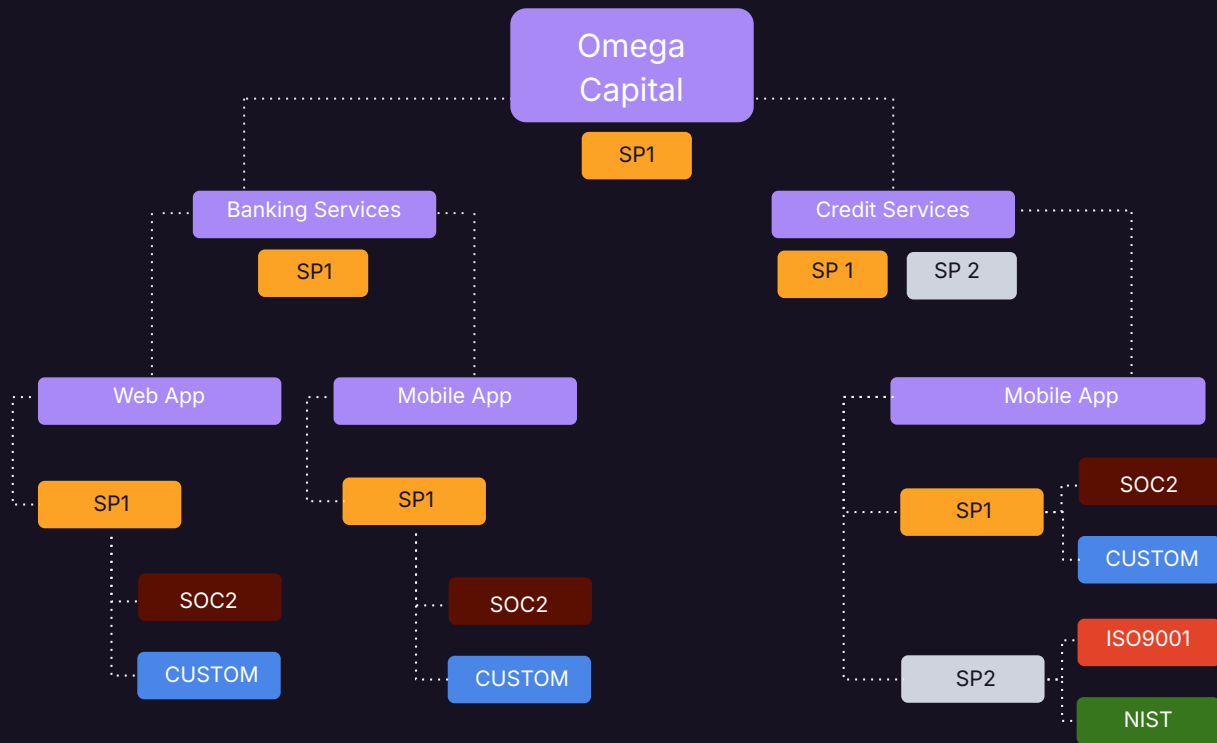 Omega
Capital
SP1
Banking Services
Credit Services
SP1
SP 1
SP 2
Web App
Mobile App
Mobile App
SP1
SP1
SP1
SOC2
CUSTOM
SOC2
CUSTOM
SOC2
CUSTOM
SP2
ISO9001
NIST